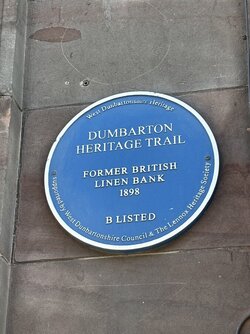 West Dunbartonshire Heritage
DUMBARTON
HERITAGE TRAIL
FORMER BRITISH
LINEN BANK
1898
B LISTED
supported by West Dunbartonshire Council & The Lennox Heritage Society